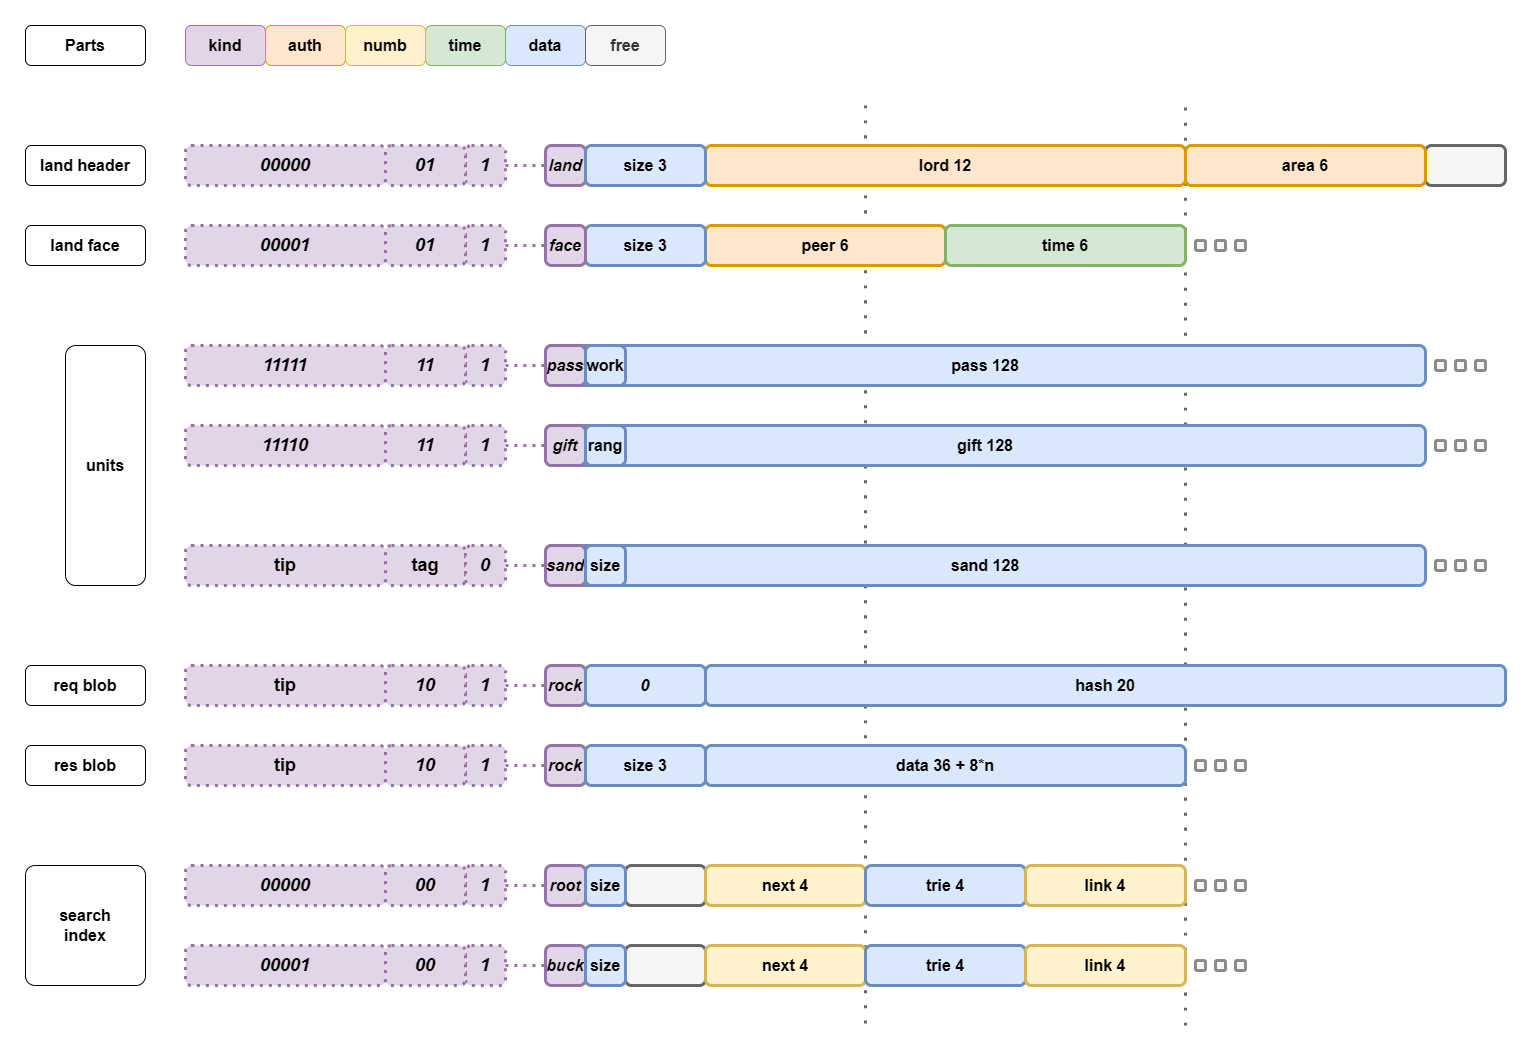 Parts kind auth numb time data free
land header 00000 01 1 land size 3 lord 12 area 6
land face 00001 01 1 face size 3 peer 6 time 6
11111 11 1 pass work pass 128
11110 11 1 gift rang gift 128
units
tip tag 0 sand size sand 128
req blob tip 10 1 rock 0 hash 20
res blob tip 10 1 rock size 3 data 36 + 8*n
00000 00 1 root size next 4 trie 4 link 4
search
index
00001 00 1 buck size next 4 trie 4 link 4